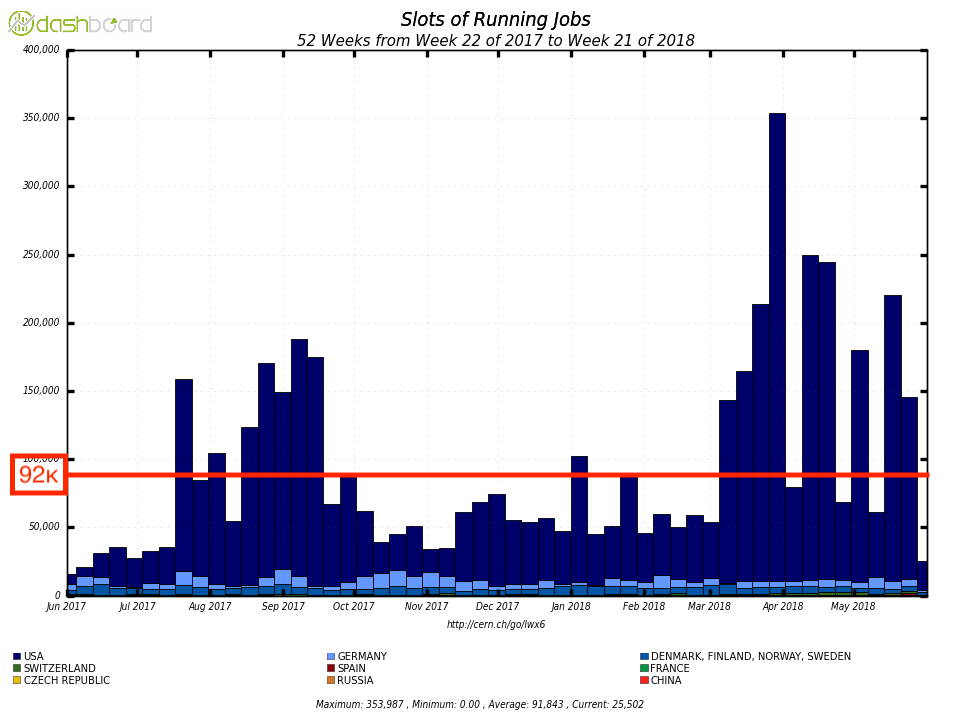 dashboard
Slots of Running Jobs
52 Weeks from Week 22 of 2017 to Week 21 of 2018
400,000
350,000
300,000
250,000
200,000
150,000
100,000
92K
50,000
0
Jun 2017 Jul 2017 Aug 2017 Sep 2017 Oct 2017 Nov 2017 Dec 2017 Jan 2018 Feb 2018 Mar 2018 Apr 2018 May 2018
http://cern.ch/go/lwx6
USA GERMANY DENMARK, FINLAND, NORWAY, SWEDEN
SWITZERLAND SPAIN FRANCE
CZECH REPUBLIC RUSSIA CHINA
Maximum: 353,987 , Minimum: 0.00 , Average: 91,843 , Current: 25,502